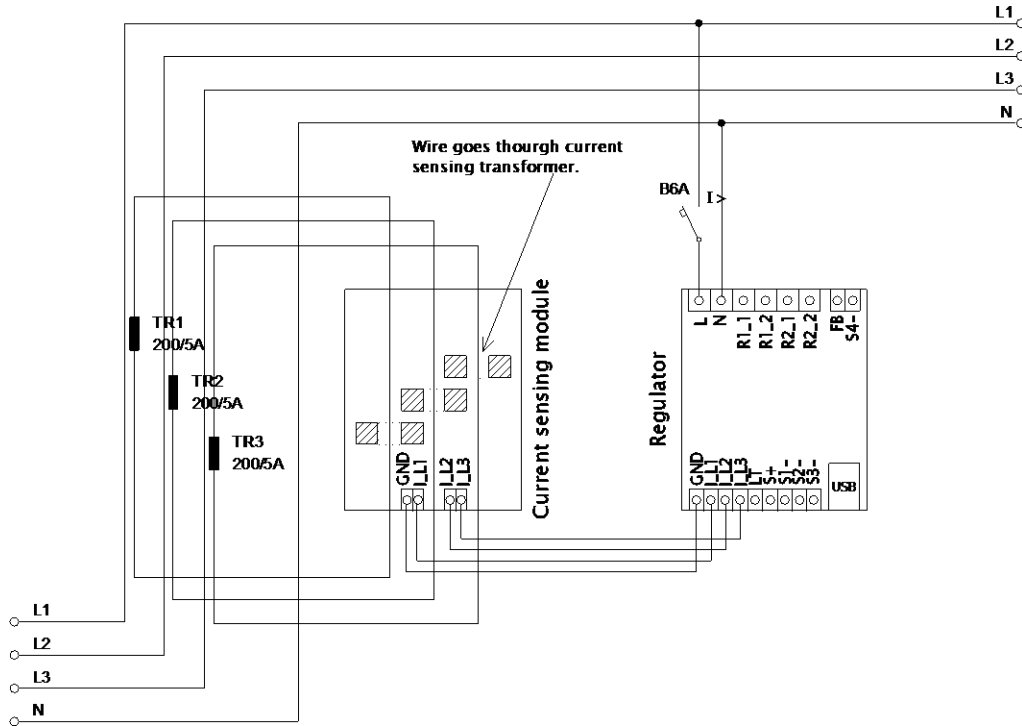 L1
L2
L3
N
Wire goes thourgh current
sensing transformer.
B6A
I>
TR1
200/5A
TR2
200/5A
TR3
200/5A
Current sensing module
GND
I_L1
I_L2
I_L3
Regulator
L
N
R1_1
R1_2
R2_1
R2_2
FB
S4-
GND
I_L1
I_L2
I_L3
LT
S+
S1-
S2-
S3-
USB
L1
L2
L3
N